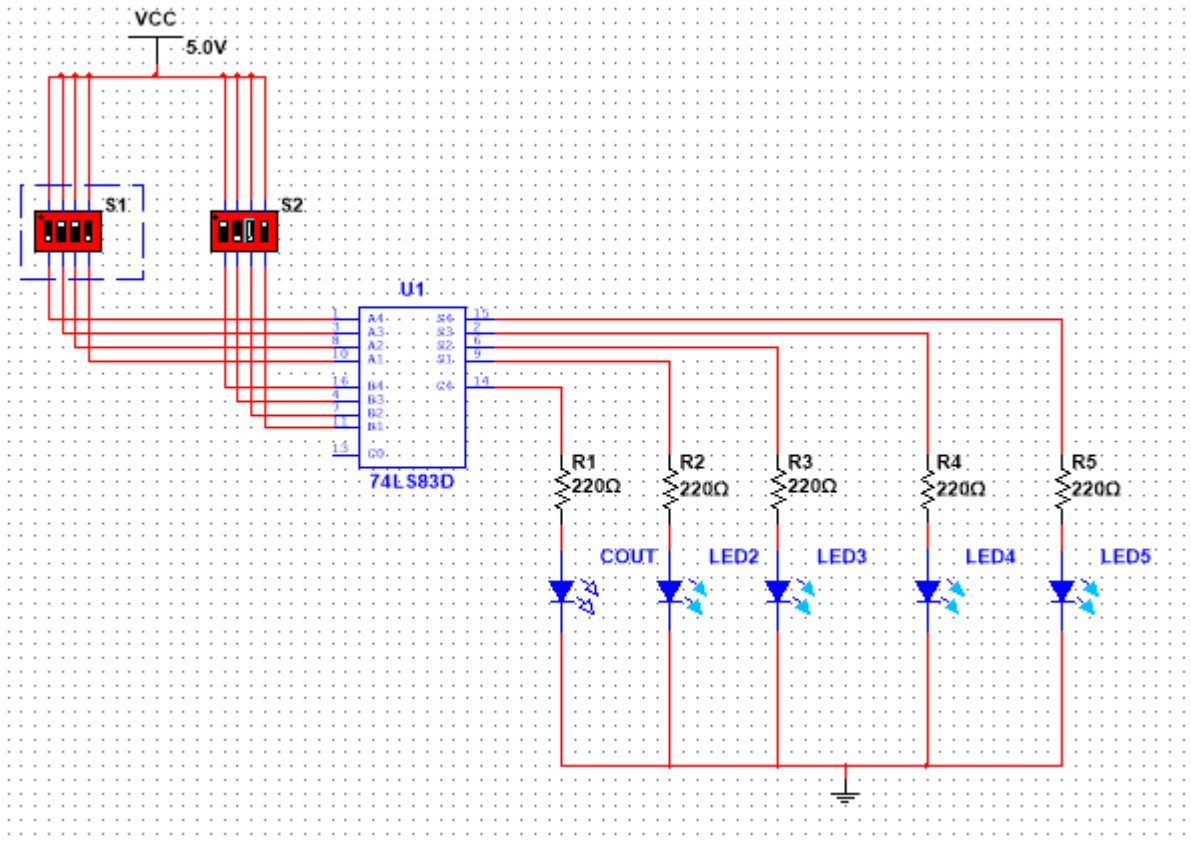 VCC
5.0V
S1
S2
U1
1 A4 S4 15
3 A3 S3 2
8 A2 S2 6
10 A1 S1 9
16 B4 C4 14
4 B3
7 B2
11 B1
13 C0
74LS83D
R1
220Ω
R2
220Ω
R3
220Ω
R4
220Ω
R5
220Ω
COUT
LED2
LED3
LED4
LED5